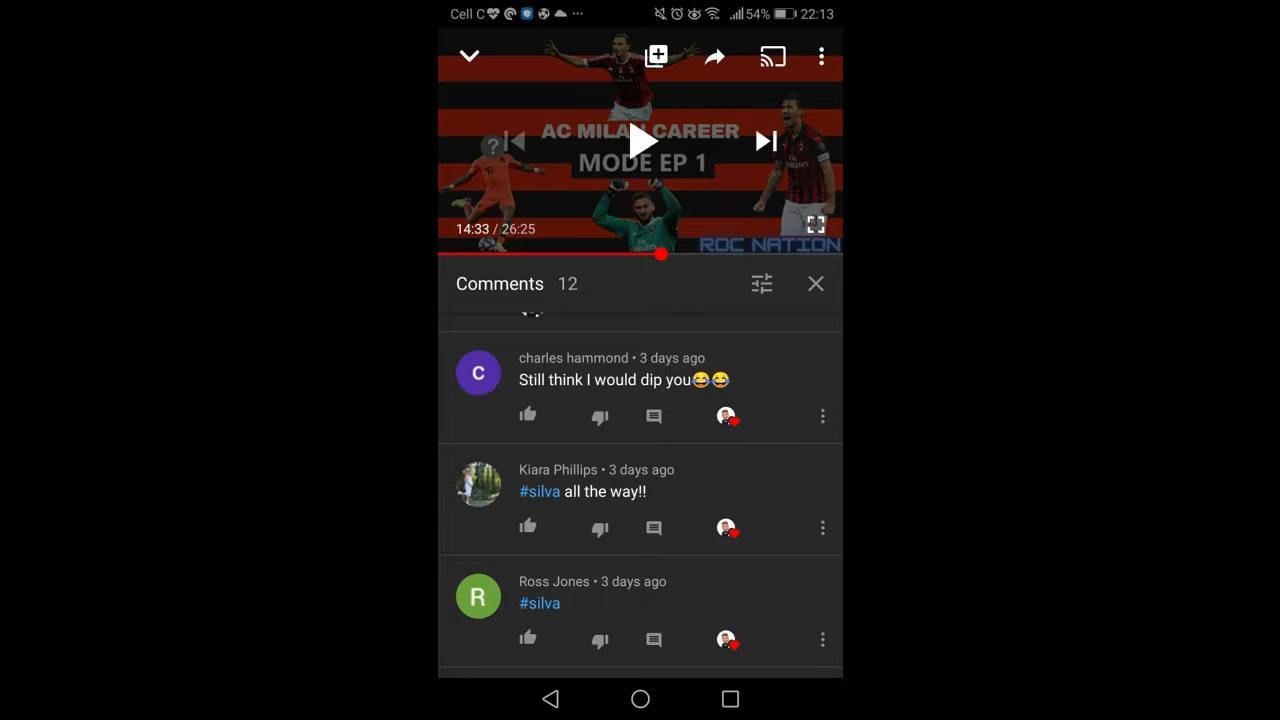 Cell C 54% 22:13
AC MILAN CAREER
MODE EP 1
14:33 / 26:25
ROC NATION
Comments 12
charles hammond • 3 days ago
Still think I would dip you😂😂
C
Kiara Phillips • 3 days ago
#silva all the way!!
Ross Jones • 3 days ago
R
#silva